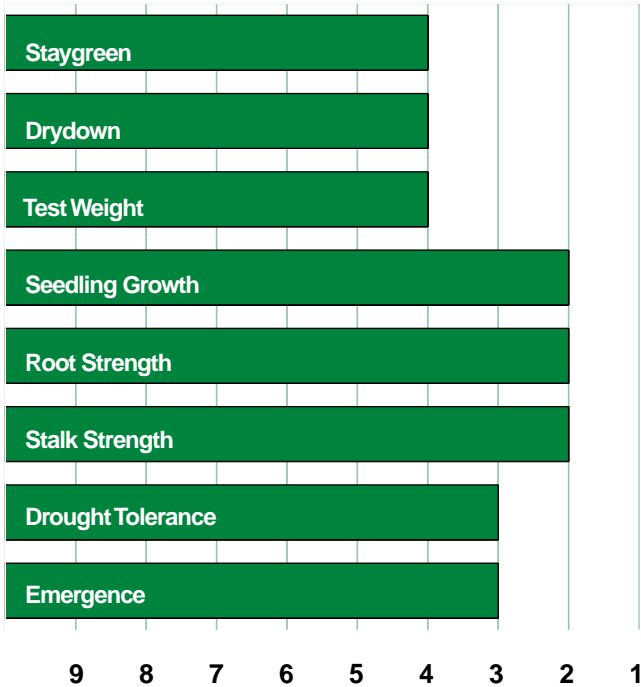 Staygreen
Drydown
Test Weight
Seedling Growth
Root Strength
Stalk Strength
Drought Tolerance
Emergence
9 8 7 6 5 4 3 2 1